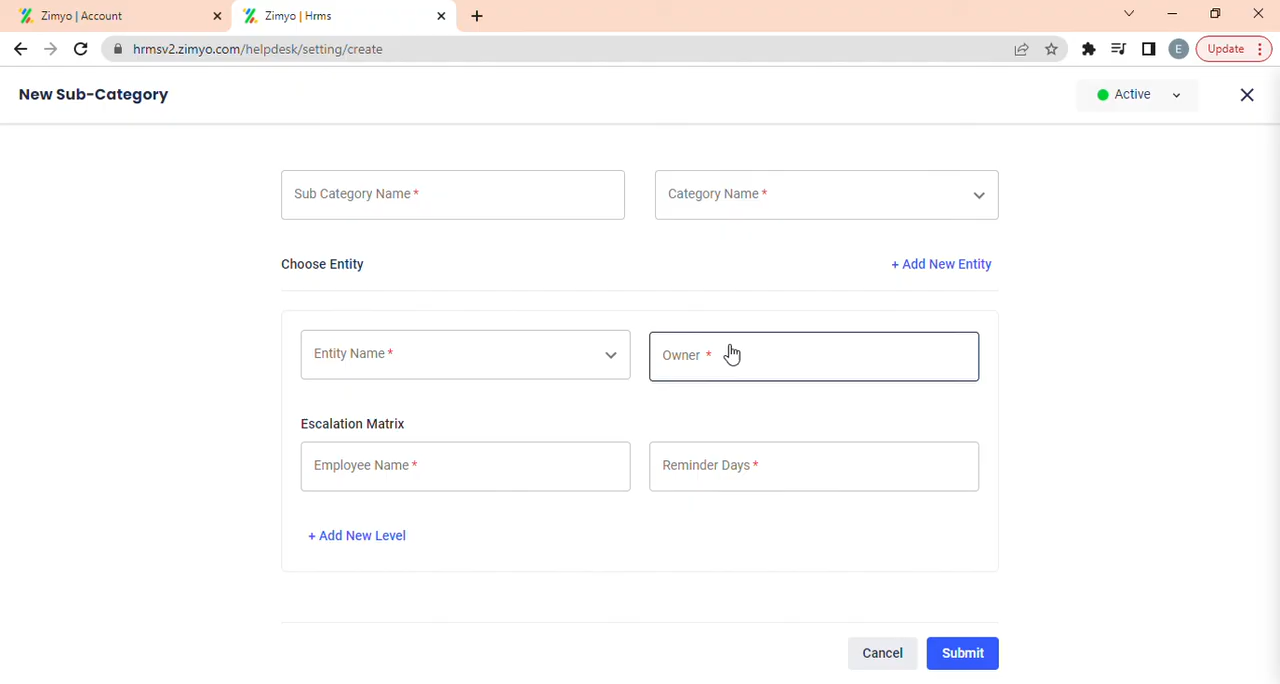 Zimyo | Account
Zimyo | Hrms
hrmsv2.zimyo.com/helpdesk/setting/create
E
Update
New Sub-Category
Active
Sub Category Name *
Category Name *
Choose Entity
+ Add New Entity
Entity Name *
Owner *
Escalation Matrix
Employee Name *
Reminder Days *
+ Add New Level
Cancel
Submit